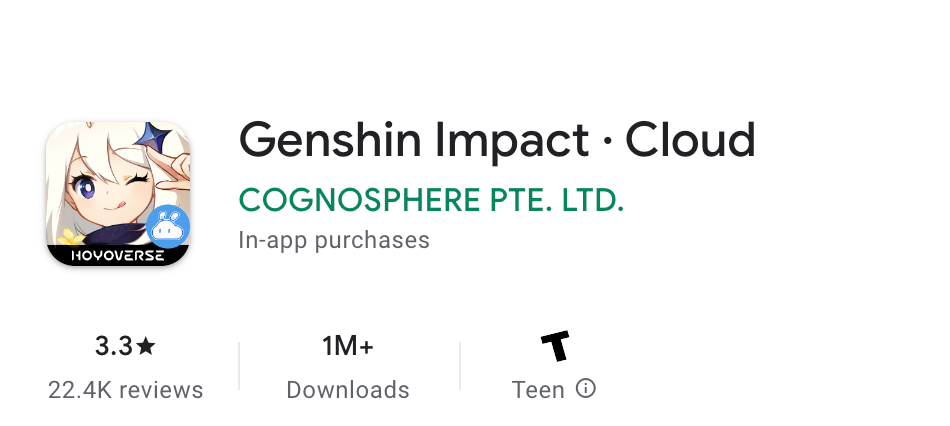 Genshin Impact · Cloud
COGNOSPHERE PTE. LTD.
In-app purchases
HOYOVERSE
3.3★
1M+
T
22.4K reviews
Downloads
Teen